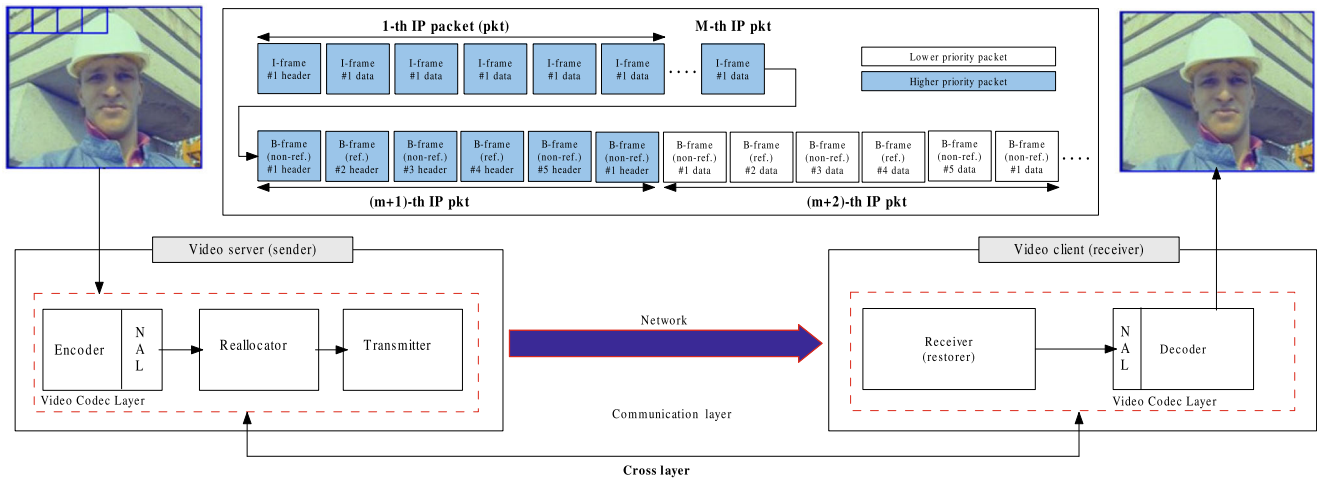 1-th IP packet (pkt)
M-th IP pkt
I-frame
#1 header
I-frame
#1 data
I-frame
#1 data
I-frame
#1 data
I-frame
#1 data
I-frame
#1 data
. . . .
I-frame
#1 data
Lower priority packet
Higher priority packet
B-frame
(non-ref.)
#1 header
B-frame
(ref.)
#2 header
B-frame
(non-ref.)
#3 header
B-frame
(ref.)
#4 header
B-frame
(non-ref.)
#5 header
B-frame
(non-ref.)
#1 header
B-frame
(non-ref.)
#1 data
B-frame
(ref.)
#2 data
B-frame
(non-ref.)
#3 data
B-frame
(ref.)
#4 data
B-frame
(non-ref.)
#5 data
B-frame
(non-ref.)
#1 data
. . . .
(m+1)-th IP pkt
(m+2)-th IP pkt
Video server (sender)
Encoder
N
A
L
Reallocator
Transmitter
Video Codec Layer
Network
Communication layer
Video client (receiver)
Receiver
(restorer)
N
A
L
Decoder
Video Codec Layer
Cross layer